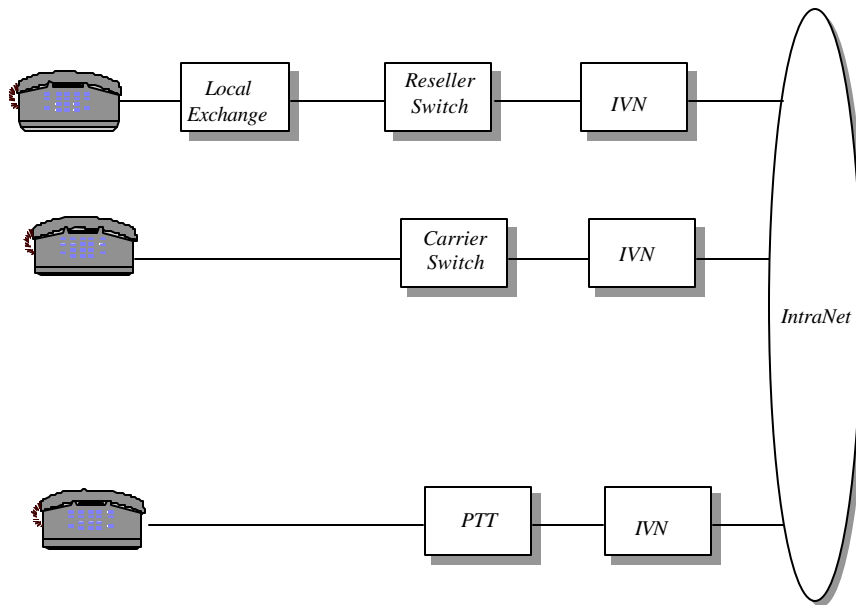 Local
Exchange
Reseller
Switch
IVN
Carrier
Switch
IVN
IntraNet
PTT
IVN